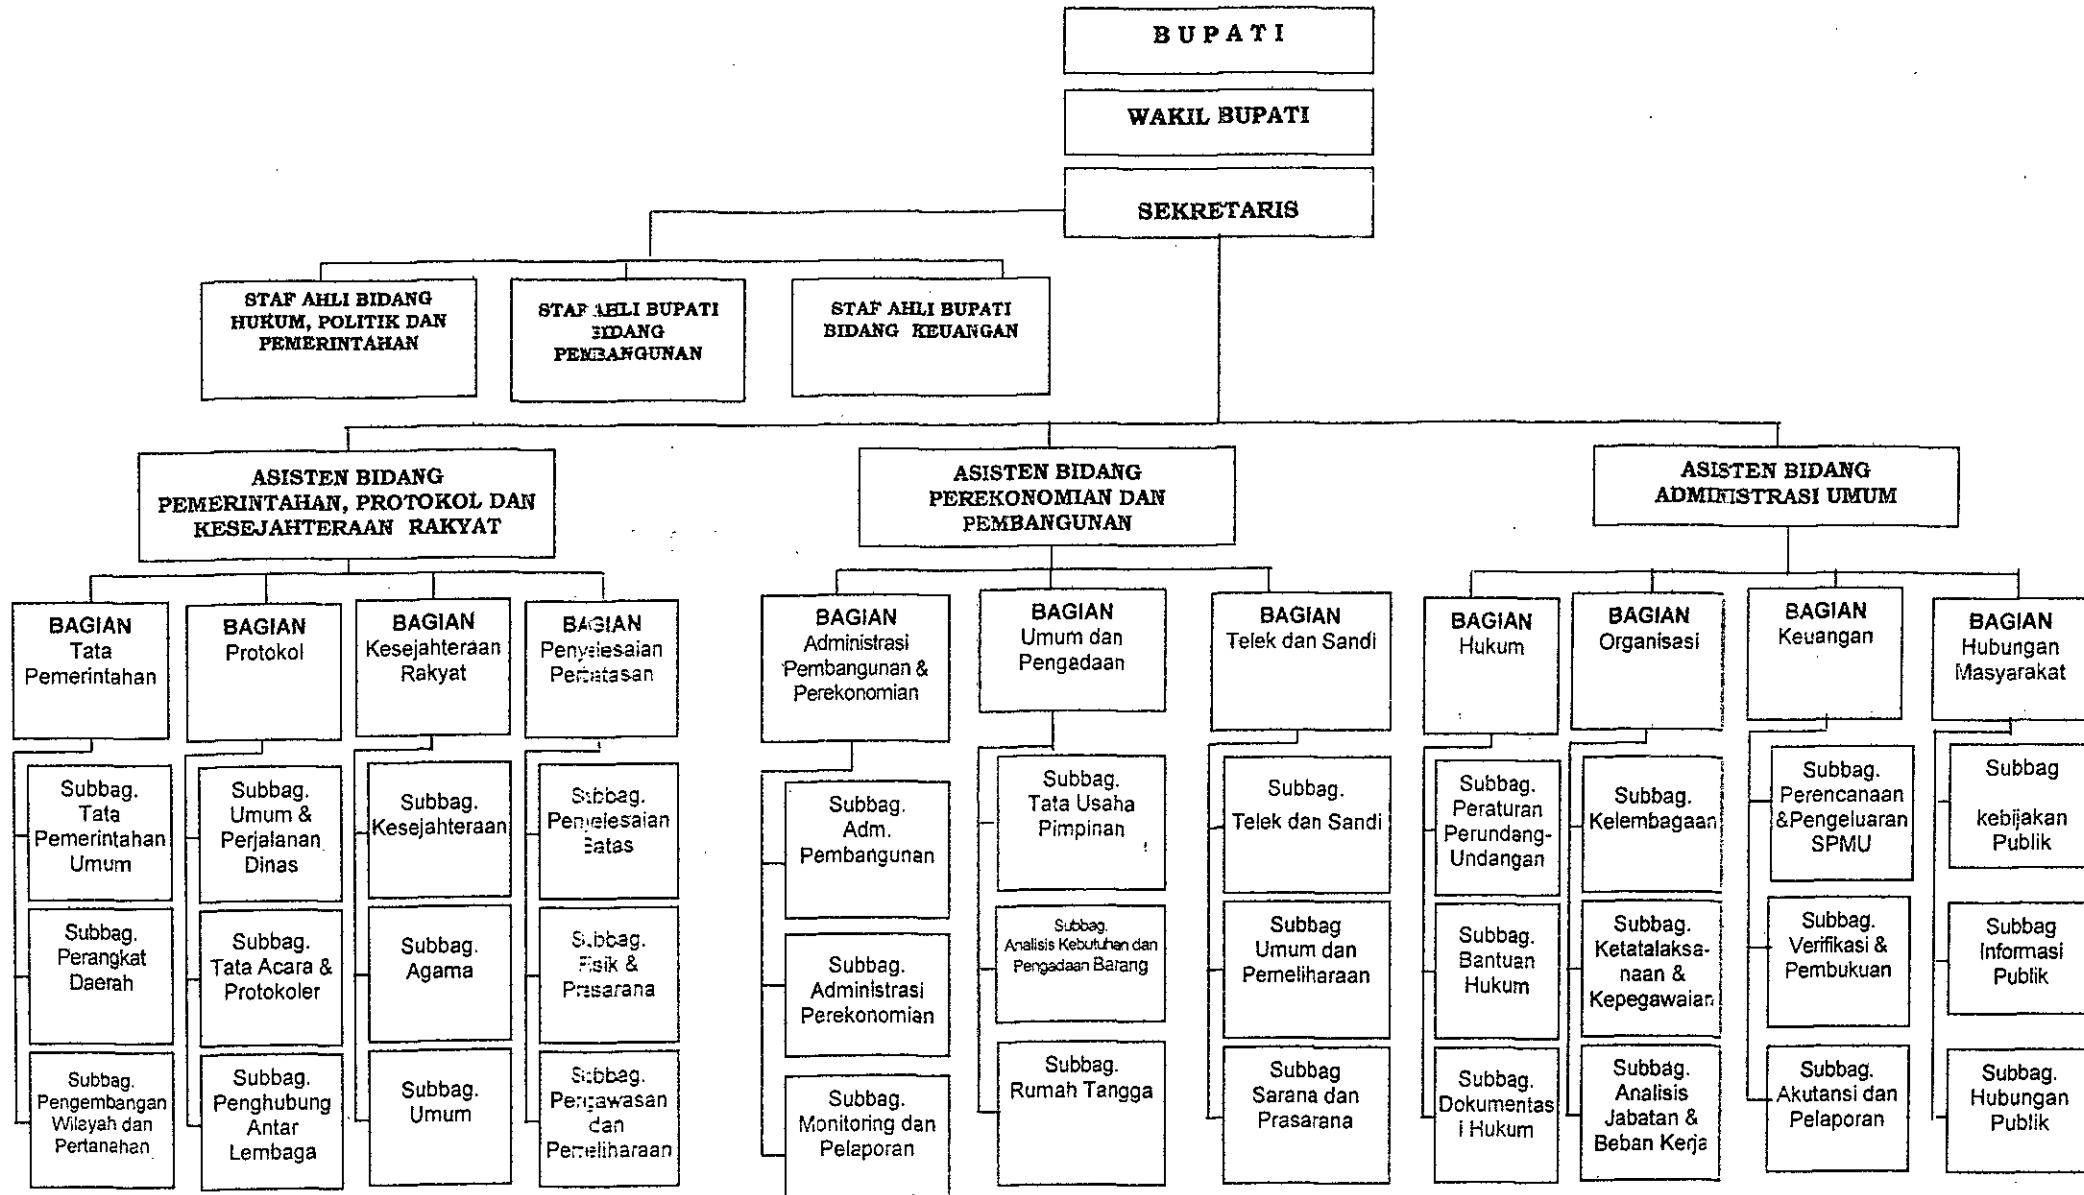 B U P A T I
WAKIL BUPATI
SEKRETARIS
STAF AHLI BIDANG
HUKUM, POLITIK DAN
PEMERINTAHAN
STAF AHLI BUPATI
BIDANG
PEMBANGUNAN
STAF AHLI BUPATI
BIDANG KEUANGAN
ASISTEN BIDANG
PEMERINTAHAN, PROTOKOL DAN
KESEJAHTERAAN RAKYAT
ASISTEN BIDANG
PEREKONOMIAN DAN
PEMBANGUNAN
ASISTEN BIDANG
ADMINISTRASI UMUM
BAGIAN
Tata
Pemerintahan
BAGIAN
Protokol
BAGIAN
Kesejahteraan
Rakyat
BAGIAN
Penyelesaian
Perbatasan
BAGIAN
Administrasi
Pembangunan &
Perekonomian
BAGIAN
Umum dan
Pengadaan
BAGIAN
Telek dan Sandi
BAGIAN
Hukum
BAGIAN
Organisasi
BAGIAN
Keuangan
BAGIAN
Hubungan
Masyarakat
Subbag.
Tata
Pemerintahan
Umum
Subbag.
Umum &
Perjalanan
Dinas
Subbag.
Kesejahteraan
Subbag.
Penyelesaian
Batas
Subbag.
Adm.
Pembangunan
Subbag.
Tata Usaha
Pimpinan
Subbag.
Telek dan Sandi
Subbag.
Peraturan
Perundang-
Undangan
Subbag.
Kelembagaan
Subbag.
Perencanaan
&Pengeluaran
SPMU
Subbag
kebijakan
Publik
Subbag.
Perangkat
Daerah
Subbag.
Tata Acara &
Protokoler
Subbag.
Agama
Subbag.
Fisik &
Prasarana
Subbag.
Administrasi
Perekonomian
Subbag.
Analisis Kebutuhan dan
Pengadaan Barang
Subbag
Umum dan
Pemeliharaan
Subbag.
Bantuan
Hukum
Subbag.
Ketatalaksa-
naan &
Kepegawaian
Subbag.
Verifikasi &
Pembukuan
Subbag
Informasi
Publik
Subbag.
Pengembangan
Wilayah dan
Pertanahan
Subbag.
Penghubung
Antar
Lembaga
Subbag.
Umum
Subbag.
Pengawasan
dan
Pemeliharaan
Subbag.
Monitoring dan
Pelaporan
Subbag.
Rumah Tangga
Subbag
Sarana dan
Prasarana
Subbag.
Dokumentas
i Hukum
Subbag.
Analisis
Jabatan &
Beban Kerja
Subbag.
Akutansi dan
Pelaporan
Subbag.
Hubungan
Publik